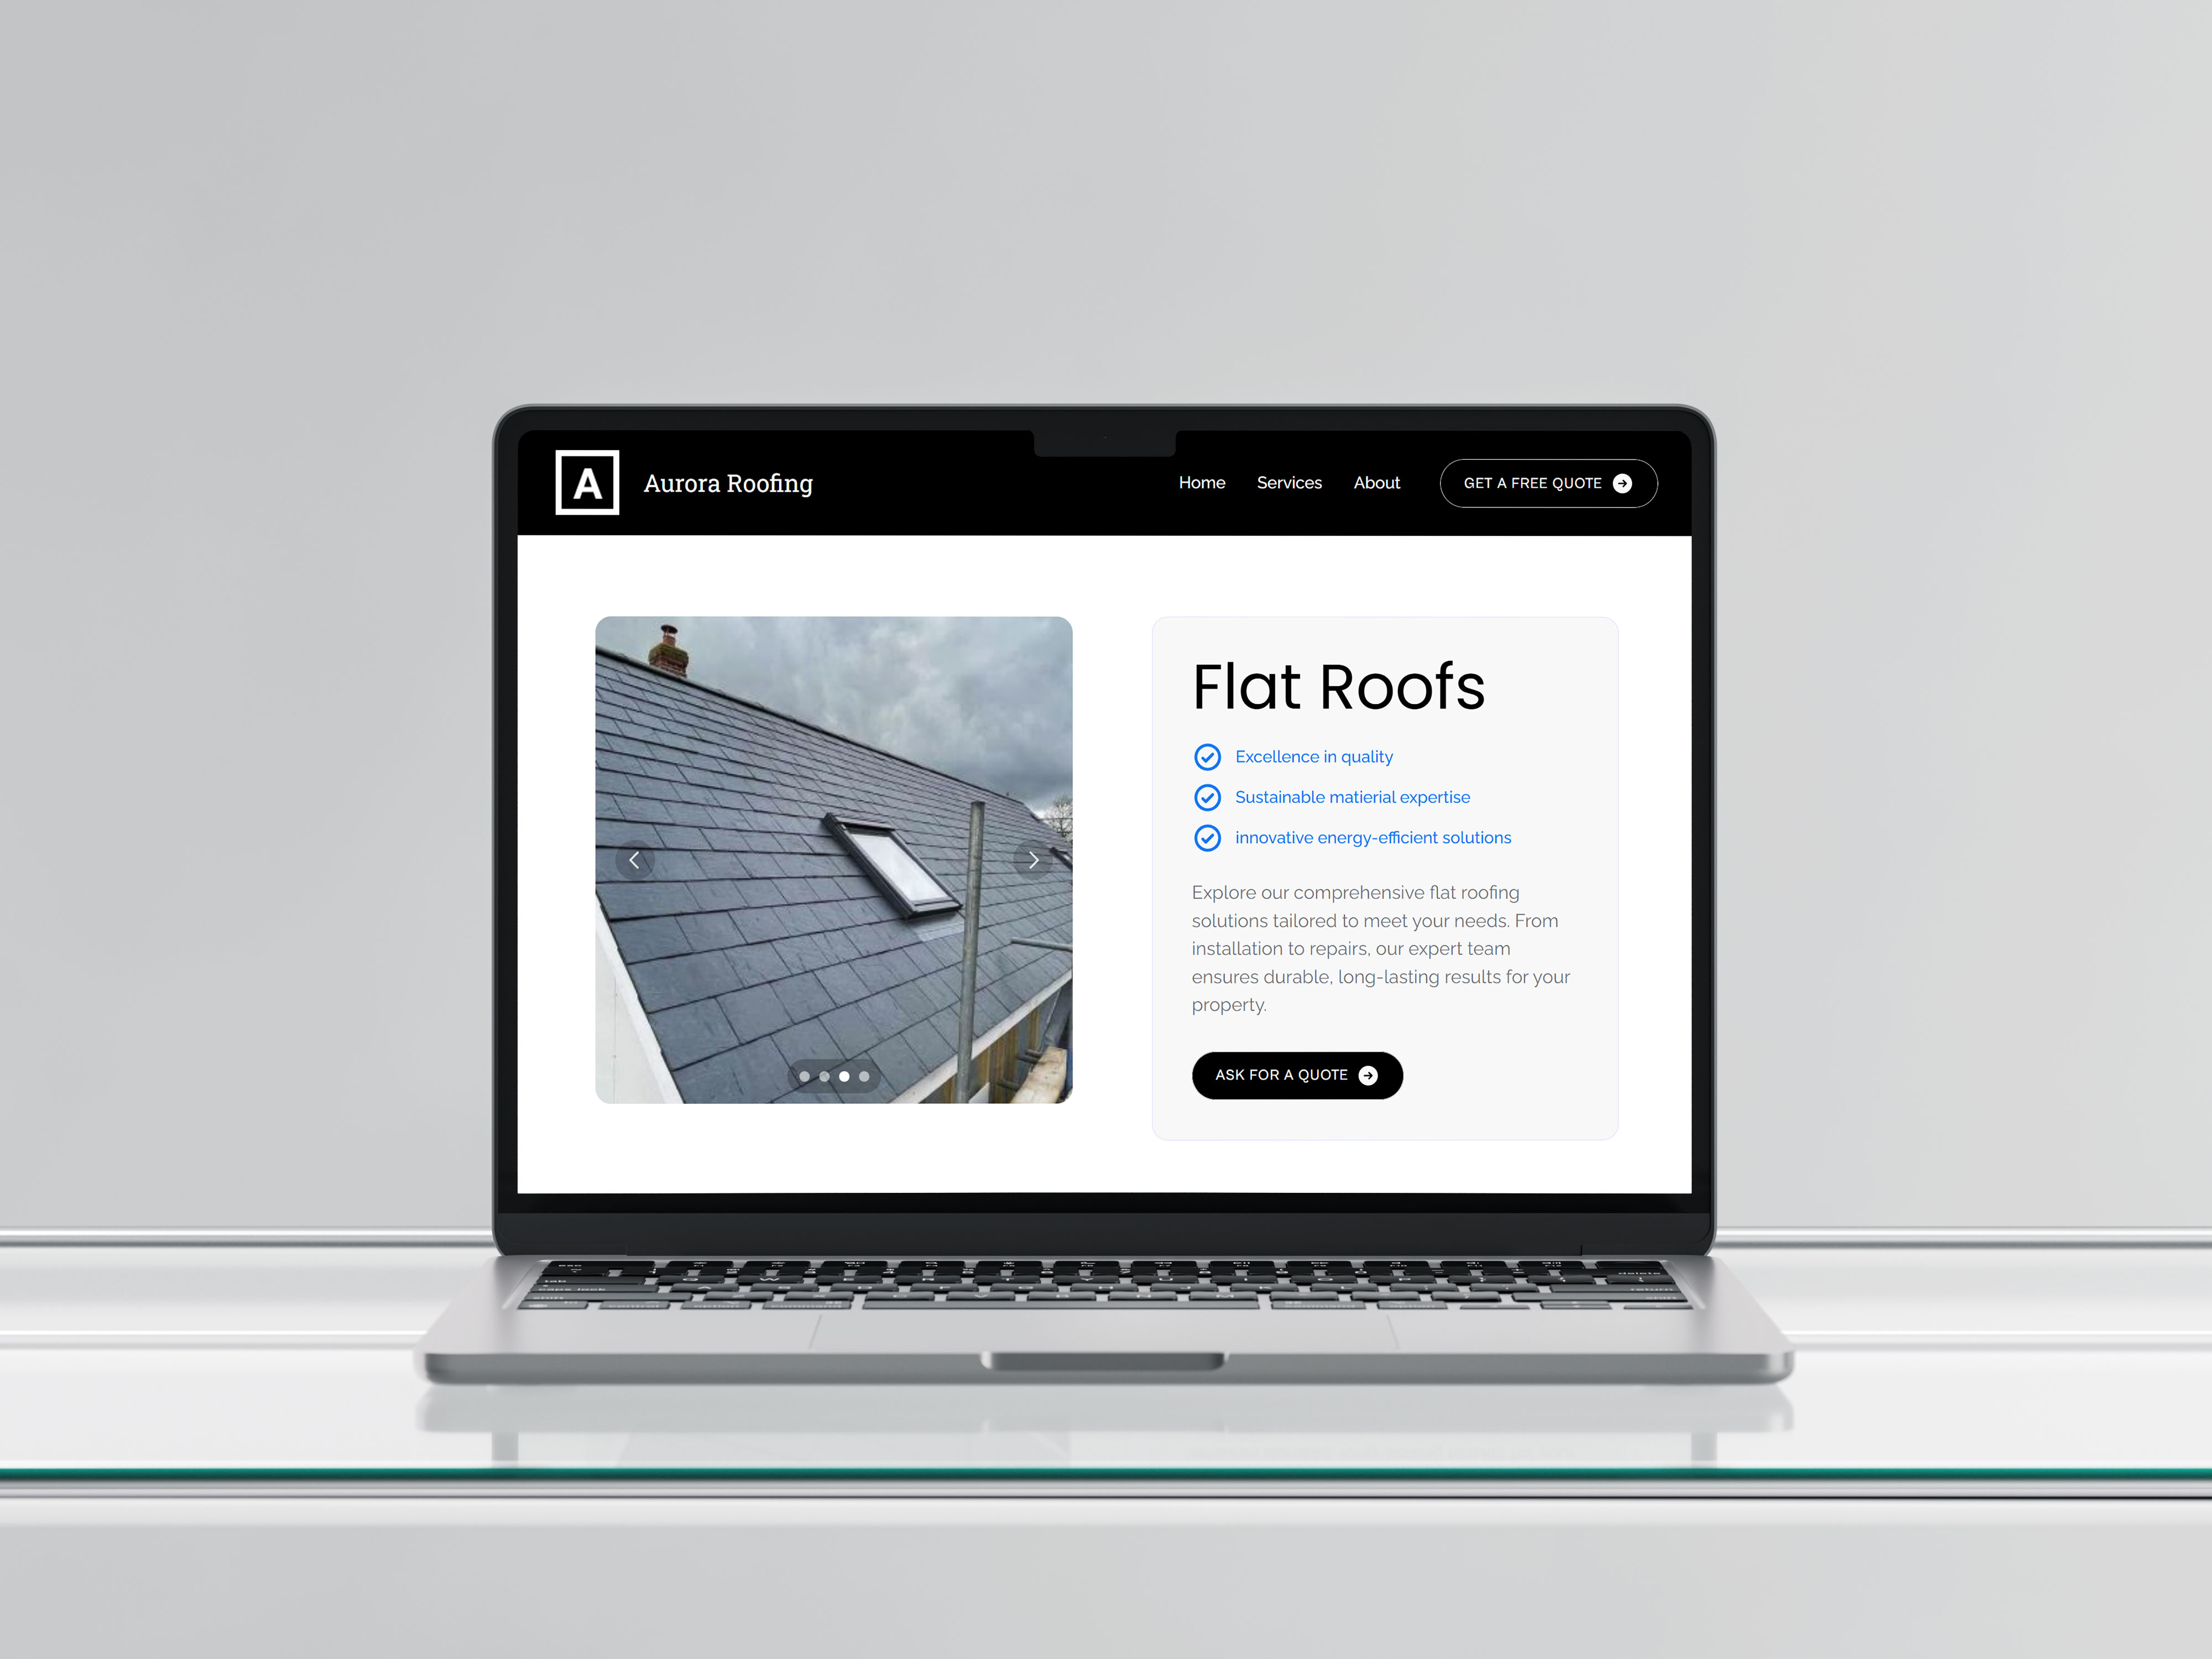 A
Aurora Roofing
Home Services About GET A FREE QUOTE
Flat Roofs
Excellence in quality
Sustainable matierial expertise
innovative energy-efficient solutions
Explore our comprehensive flat roofing
solutions tailored to meet your needs. From
installation to repairs, our expert team
ensures durable, long-lasting results for your
property.
ASK FOR A QUOTE